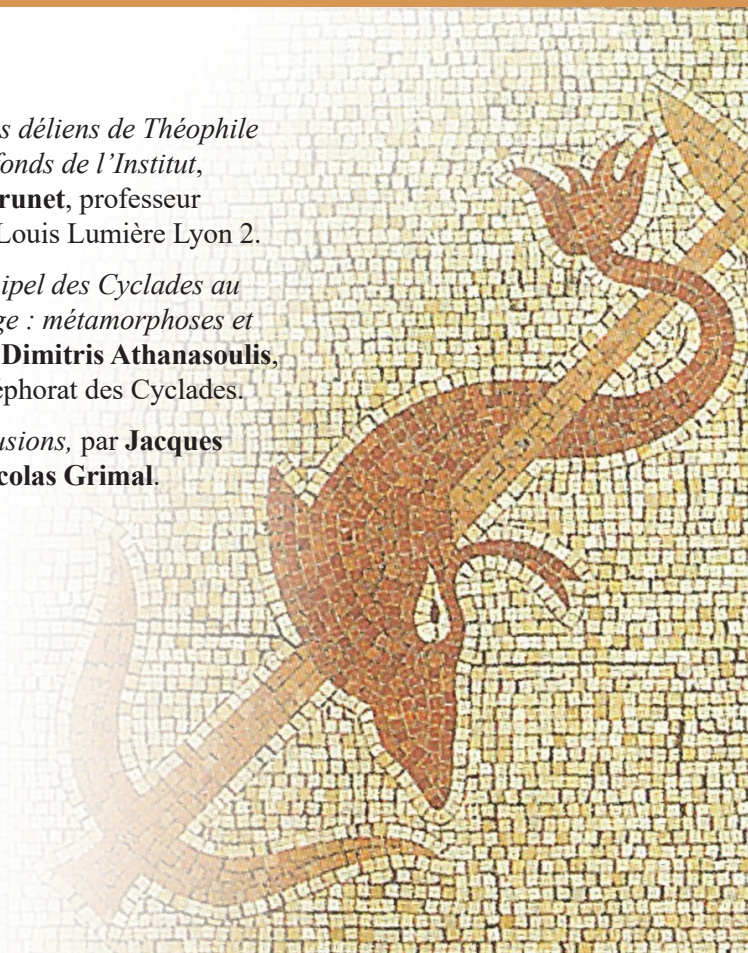 s déliens de Théophile
fonds de l’Institut,
runet, professeur
Louis Lumière Lyon 2.
ipel des Cyclades au
ge : métamorphoses et
Dimitris Athanasoulis,
éphorat des Cyclades.
usions, par Jacques
colas Grimal.